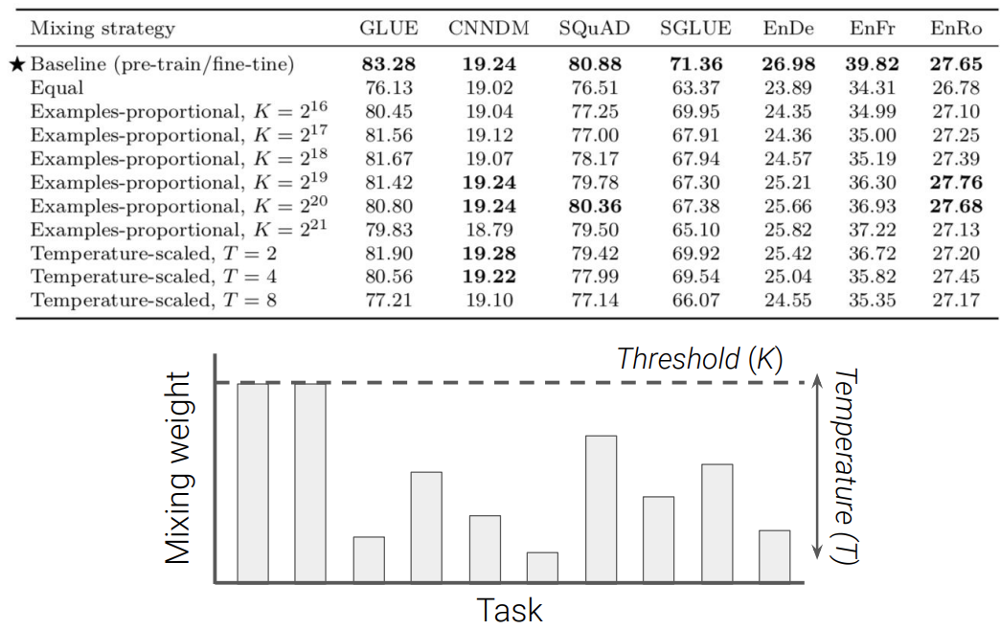 Mixing strategy GLUE CNNDM SQuAD SGLUE EnDe EnFr EnRo
★ Baseline (pre-train/fine-tine) 83.28 19.24 80.88 71.36 26.98 39.82 27.65
Equal 76.13 19.02 76.51 63.37 23.89 34.31 26.78
Examples-proportional, K = 2^16 80.45 19.04 77.25 69.95 24.35 34.99 27.10
Examples-proportional, K = 2^17 81.56 19.12 77.00 67.91 24.36 35.00 27.25
Examples-proportional, K = 2^18 81.67 19.07 78.17 67.94 24.57 35.19 27.39
Examples-proportional, K = 2^19 81.42 19.24 79.78 67.30 25.21 36.30 27.76
Examples-proportional, K = 2^20 80.80 19.24 80.36 67.38 25.66 36.93 27.68
Examples-proportional, K = 2^21 79.83 18.79 79.50 65.10 25.82 37.22 27.13
Temperature-scaled, T = 2 81.90 19.28 79.42 69.92 25.42 36.72 27.20
Temperature-scaled, T = 4 80.56 19.22 77.99 69.54 25.04 35.82 27.45
Temperature-scaled, T = 8 77.21 19.10 77.14 66.07 24.55 35.35 27.17
Threshold (K)
Mixing weight
Temperature (T)
Task